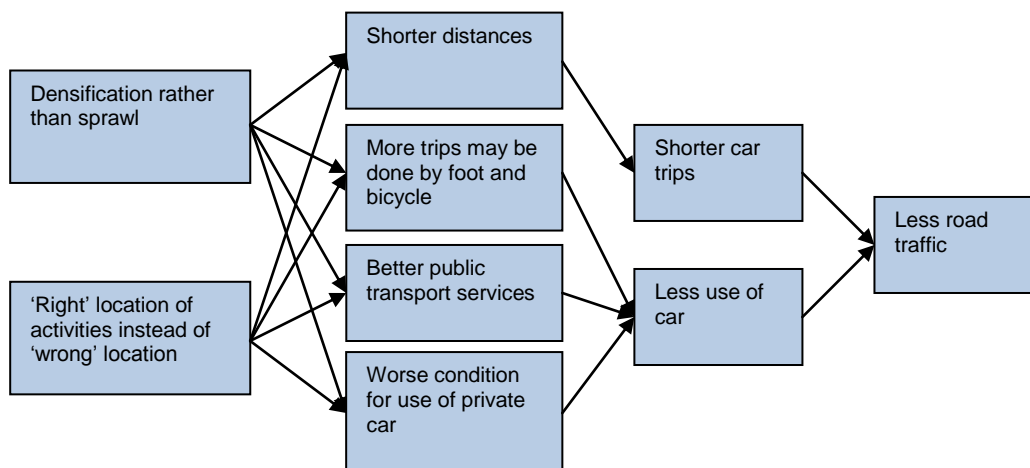 Densification rather
than sprawl
'Right' location of
activities instead of
'wrong' location
Shorter distances
More trips may be
done by foot and
bicycle
Better public
transport services
Worse condition
for use of private
car
Shorter car
trips
Less use of
car
Less road
traffic